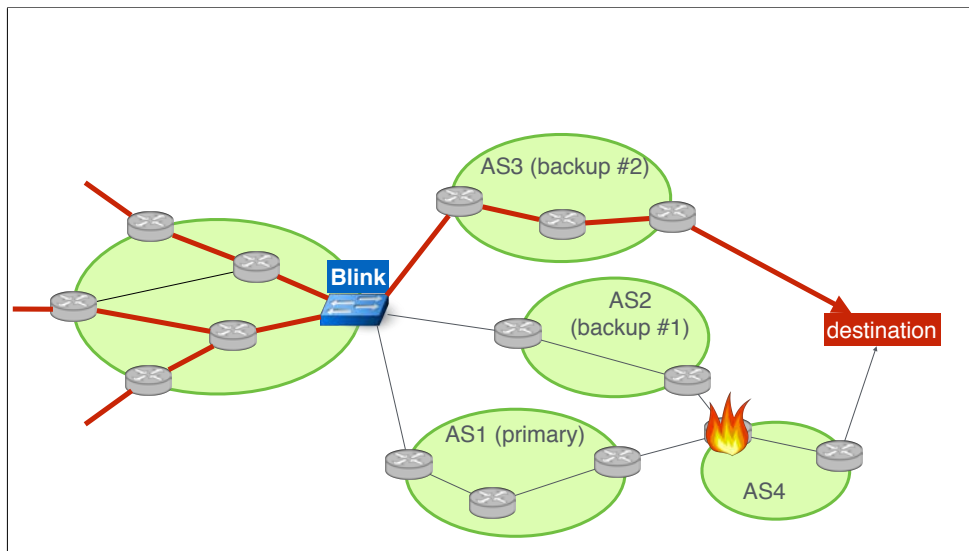 AS3 (backup #2)
Blink
AS2
(backup #1)
destination
AS1 (primary)
AS4